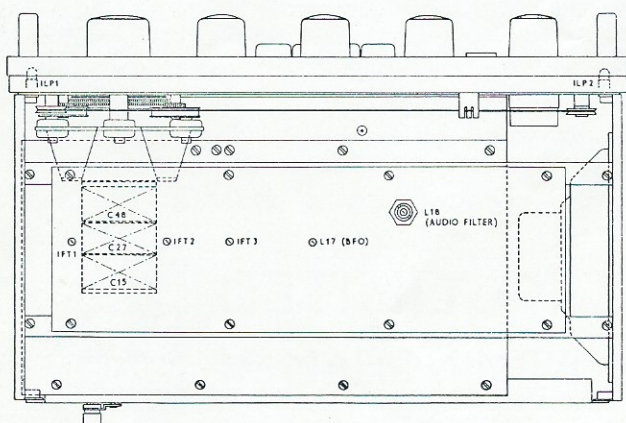 ILP1
ILP2
C48
L18
(AUDIO FILTER)
IFT1
C27
IFT2
IFT3
L17 (BFO)
C15